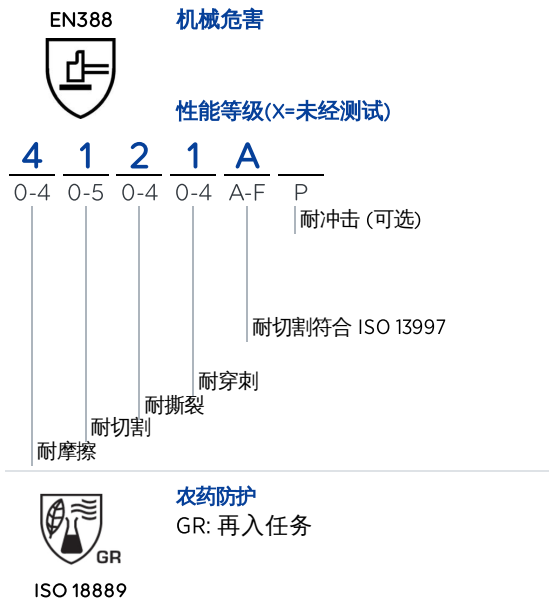 EN388
机械危害
性能等级(X=未经测试)
4 1 2 1 A
0-4 0-5 0-4 0-4 A-F P
耐冲击 (可选)
耐切割符合 ISO 13997
耐穿刺
耐撕裂
耐切割
耐摩擦
农药防护
GR: 再入任务
GR
ISO 18889